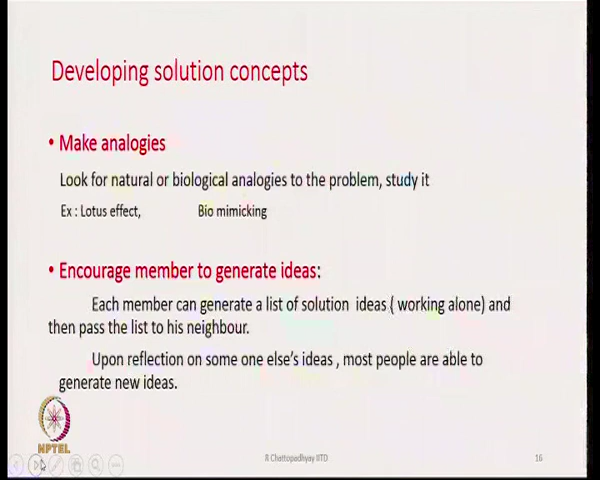 Developing solution concepts
• Make analogies
Look for natural or biological analogies to the problem, study it
Ex : Lotus effect, Bio mimicking
• Encourage member to generate ideas:
Each member can generate a list of solution ideas ( working alone) and
then pass the list to his neighbour.
Upon reflection on some one else's ideas , most people are able to
generate new ideas.
NPTEL
R Chattopadhyay IITD
16